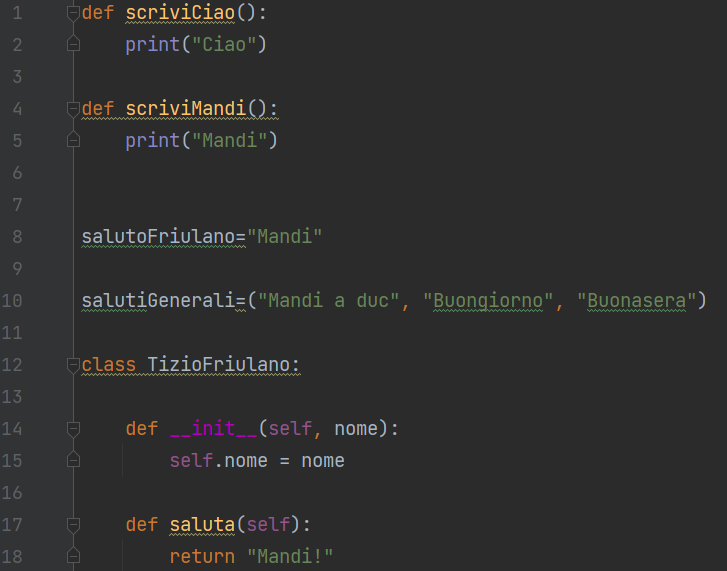 1 def scriviCiao():
2     print("Ciao")
3
4 def scriviMandi():
5     print("Mandi")
6
7
8 salutoFriulano="Mandi"
9
10 salutiGenerali=("Mandi a duc", "Buongiorno", "Buonasera")
11
12 class TizioFriulano:
13
14     def __init__(self, nome):
15         self.nome = nome
16
17     def saluta(self):
18         return "Mandi!"